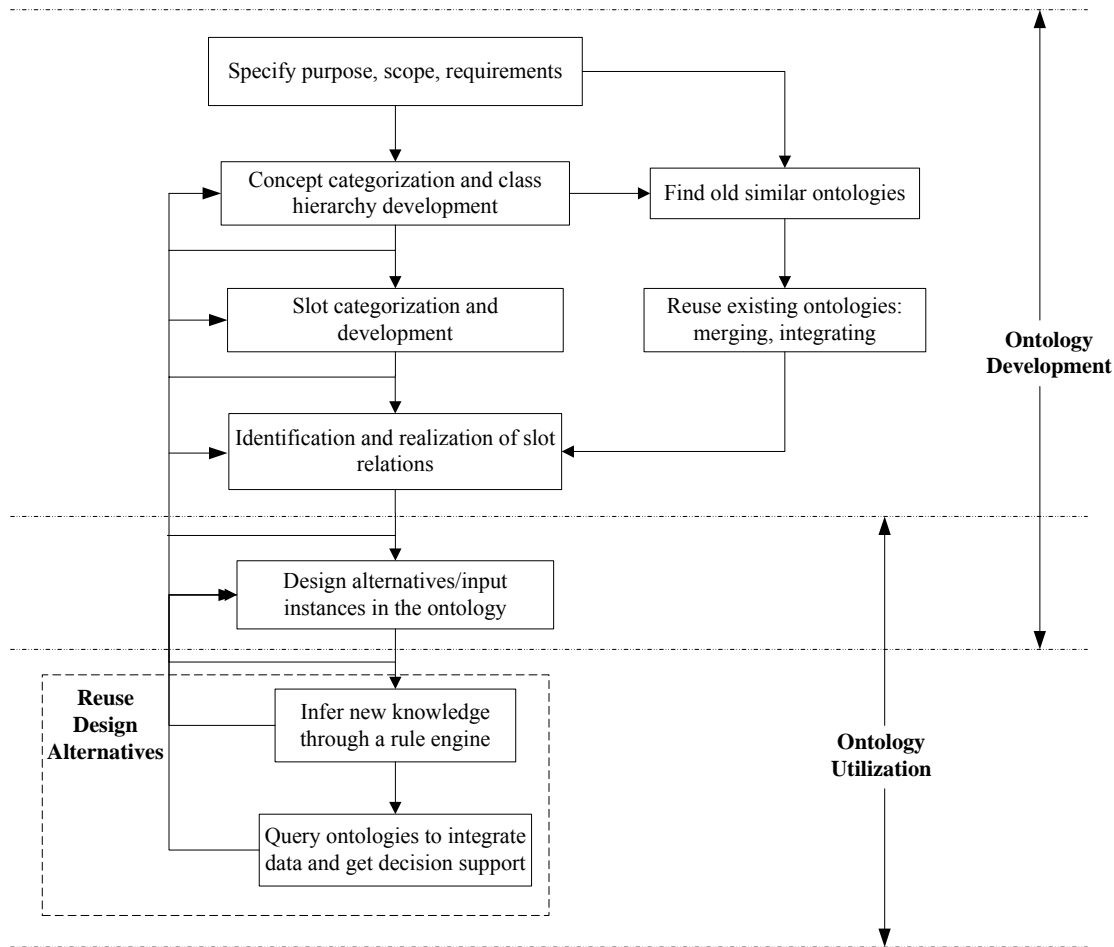 Specify purpose, scope, requirements
Concept categorization and class
hierarchy development
Find old similar ontologies
Slot categorization and
development
Reuse existing ontologies:
merging, integrating
Ontology
Development
Identification and realization of slot
relations
Design alternatives/input
instances in the ontology
Reuse
Design
Alternatives
Infer new knowledge
through a rule engine
Ontology
Utilization
Query ontologies to integrate
data and get decision support